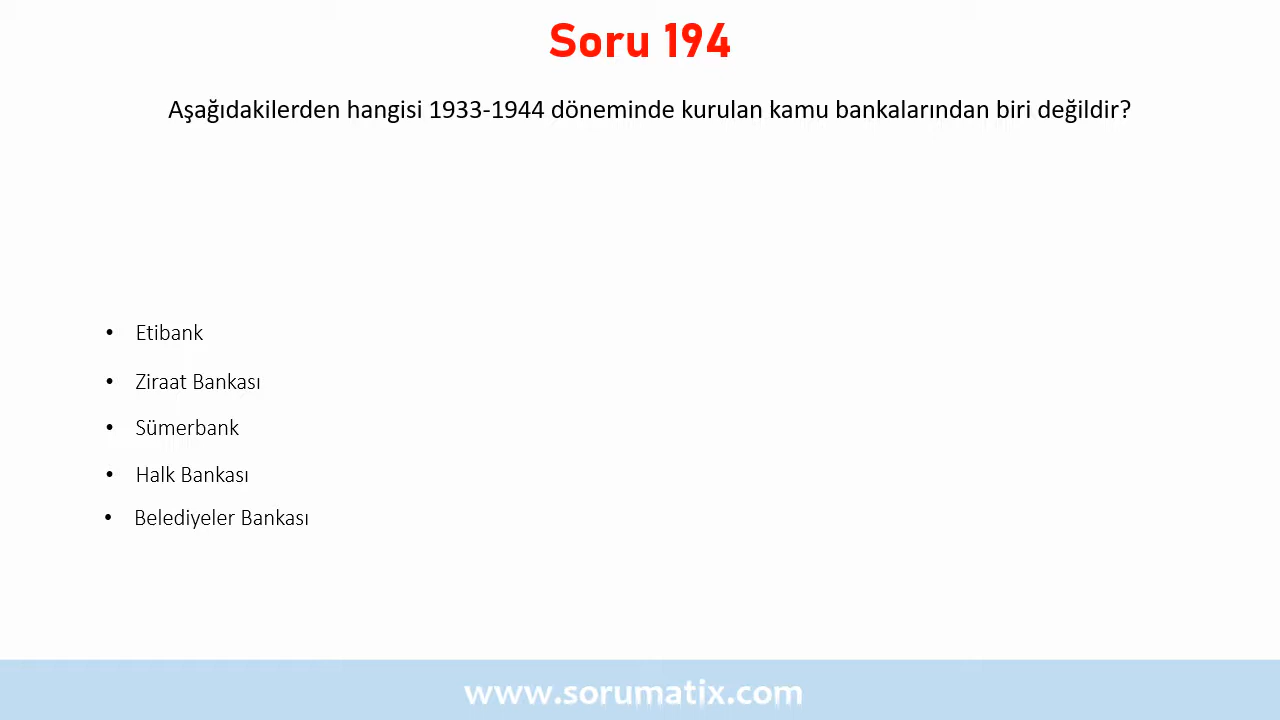 Soru 194
Aşağıdakilerden hangisi 1933-1944 döneminde kurulan kamu bankalarından biri değildir?
• Etibank
• Ziraat Bankası
• Sümerbank
• Halk Bankası
• Belediyeler Bankası
www.sorumatix.com